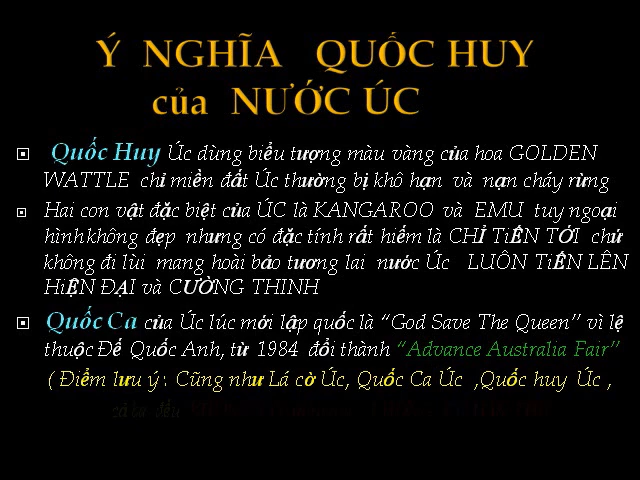 Ý NGHĨA QUỐC HUY
của NƯỚC ÚC
Quốc Huy Úc dùng biểu tượng màu vàng của hoa GOLDEN
WATTLE chỉ miền đất Úc thường bị khô hạn và nạn cháy rừng
Hai con vật đặc biệt của ÚC là KANGAROO và EMU tuy ngoại
hình không đẹp nhưng có đặc tính rất hiếm là CHỈ TiẾN TỚI chứ
không đi lùi mang hoài bảo tương lai nước Úc LUÔN TiẾN LÊN
HiỆN ĐẠI và CƯỜNG THINH
Quốc Ca của Úc lúc mới lập quốc là “God Save The Queen” vì lệ
thuộc Đế Quốc Anh, từ 1984 đổi thành “Advance Australia Fair”
( Điểm lưu ý : Cũng như Lá cờ Úc, Quốc Ca Úc ,Quốc huy Úc ,